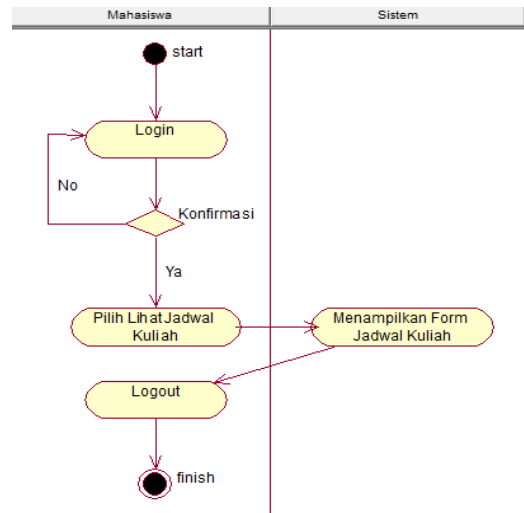 Mahasiswa
Sistem
start
Login
No
Konfirmasi
Ya
Pilih Lihat Jadwal
Kuliah
Menampilkan Form
Jadwal Kuliah
Logout
finish